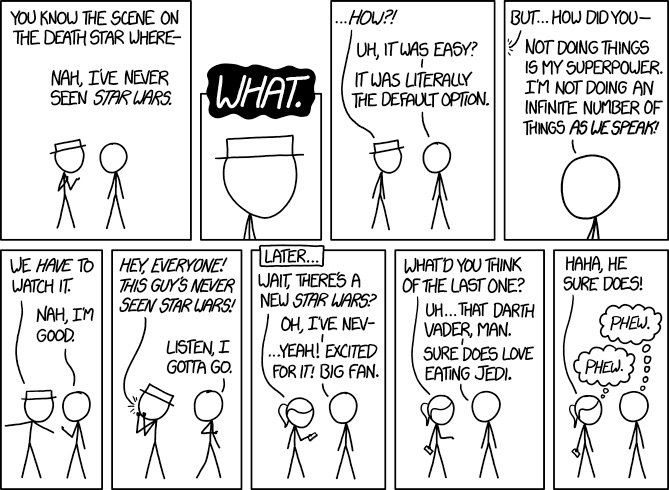 YOU KNOW THE SCENE ON
THE DEATH STAR WHERE–
NAH, I'VE NEVER
SEEN STAR WARS.
WHAT.
...HOW?!
UH, IT WAS EASY?
IT WAS LITERALLY
THE DEFAULT OPTION.
BUT... HOW DID YOU—
NOT DOING THINGS
IS MY SUPERPOWER.
I'M NOT DOING AN
INFINITE NUMBER OF
THINGS AS WE SPEAK!
WE HAVE TO
WATCH IT.
NAH, I'M
GOOD.
HEY, EVERYONE!
THIS GUY'S NEVER
SEEN STAR WARS!
LISTEN, I
GOTTA GO.
LATER...
WAIT, THERE'S A
NEW STAR WARS?
OH, I'VE NEV–
...YEAH! EXCITED
FOR IT! BIG FAN.
WHAT'D YOU THINK
OF THE LAST ONE?
UH...THAT DARTH
VADER, MAN.
SURE DOES LOVE
EATING JEDI.
HAHA, HE
SURE DOES!
PHEW.
PHEW.